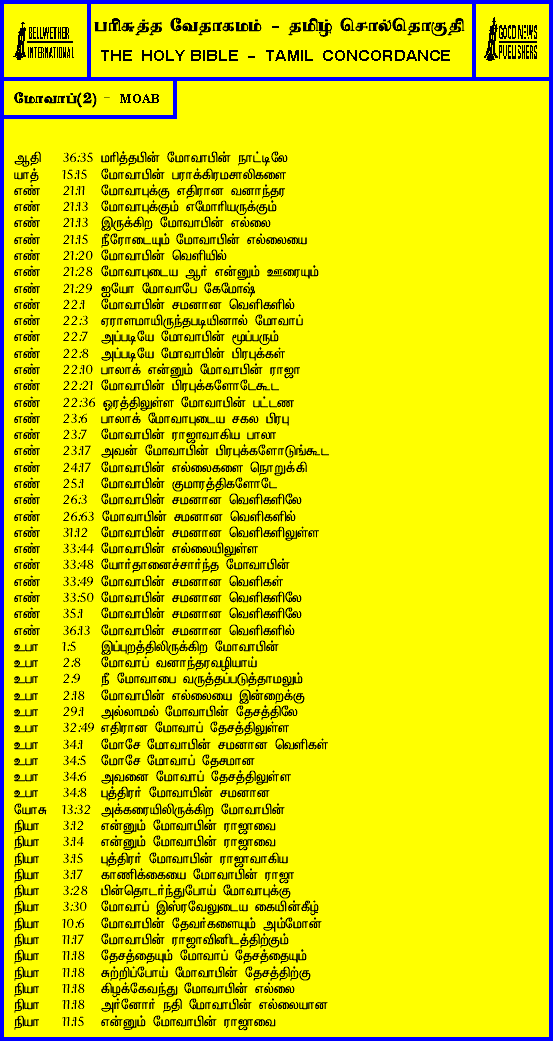 BELLWETHER INTERNATIONAL
பரிசுத்த வேதாகமம் - தமிழ் சொல்தொகுதி
THE HOLY BIBLE - TAMIL CONCORDANCE
GOOD NEWS PUBLISHERS
மோவாப்(2) - MOAB
ஆதி 36:35 மரித்தபின் மோவாபின் நாட்டிலே
யாத் 15:15 மோவாபின் பராக்கிரமசாலிகளை
எண் 21:11 மோவாபுக்கு எதிரான வனாந்தர
எண் 21:13 மோவாபுக்கும் எமோரியருக்கும்
எண் 21:13 இருக்கிற மோவாபின் எல்லை
எண் 21:15 நீரோடையும் மோவாபின் எல்லையை
எண் 21:20 மோவாபின் வெளியில்
எண் 21:28 மோவாபுடைய ஆர் என்னும் ஊரையும்
எண் 21:29 ஐயோ மோவாபே கேமோஷ்
எண் 22:1 மோவாபின் சமனான வெளிகளில்
எண் 22:3 ஏராளமாயிருந்தபடியினால் மோவாப்
எண் 22:7 அப்படியே மோவாபின் மூப்பரும்
எண் 22:8 அப்படியே மோவாபின் பிரபுக்கள்
எண் 22:10 பாலாக் என்னும் மோவாபின் ராஜா
எண் 22:21 மோவாபின் பிரபுக்களோடேகூட
எண் 22:36 ஓரத்திலுள்ள மோவாபின் பட்டண
எண் 23:6 பாலாக் மோவாபுடைய சகல பிரபு
எண் 23:7 மோவாபின் ராஜாவாகிய பாலா
எண் 23:17 அவன் மோவாபின் பிரபுக்களோடுங்கூட
எண் 24:17 மோவாபின் எல்லைகளை நொறுக்கி
எண் 25:1 மோவாபின் குமாரத்திகளோடே
எண் 26:3 மோவாபின் சமனான வெளிகளிலே
எண் 26:63 மோவாபின் சமனான வெளிகளில்
எண் 31:12 மோவாபின் சமனான வெளிகளிலுள்ள
எண் 33:44 மோவாபின் எல்லையிலுள்ள
எண் 33:48 யோர்தானைச்சார்ந்த மோவாபின்
எண் 33:49 மோவாபின் சமனான வெளிகள்
எண் 33:50 மோவாபின் சமனான வெளிகளிலே
எண் 35:1 மோவாபின் சமனான வெளிகளிலே
எண் 36:13 மோவாபின் சமனான வெளிகளில்
உபா 1:5 இப்புறத்திலிருக்கிற மோவாபின்
உபா 2:8 மோவாப் வனாந்தரவழியாய்
உபா 2:9 நீ மோவாபை வருத்தப்படுத்தாமலும்
உபா 2:18 மோவாபின் எல்லையை இன்றைக்கு
உபா 29:1 அல்லாமல் மோவாபின் தேசத்திலே
உபா 32:49 எதிரான மோவாப் தேசத்திலுள்ள
உபா 34:1 மோசே மோவாபின் சமனான வெளிகள்
உபா 34:5 மோசே மோவாப் தேசமான
உபா 34:6 அவனை மோவாப் தேசத்திலுள்ள
உபா 34:8 புத்திரர் மோவாபின் சமனான
யோசு 13:32 அக்கரையிலிருக்கிற மோவாபின்
நியா 3:12 என்னும் மோவாபின் ராஜாவை
நியா 3:14 என்னும் மோவாபின் ராஜாவை
நியா 3:15 புத்திரர் மோவாபின் ராஜாவாகிய
நியா 3:17 காணிக்கையை மோவாபின் ராஜா
நியா 3:28 பின்தொடர்ந்துபோய் மோவாபுக்கு
நியா 3:30 மோவாப் இஸ்ரவேலுடைய கையின்கீழ்
நியா 10:6 மோவாபின் தேவர்களையும் அம்மோன்
நியா 11:17 மோவாபின் ராஜாவினிடத்திற்கும்
நியா 11:18 தேசத்தையும் மோவாப் தேசத்தையும்
நியா 11:18 சுற்றிப்போய் மோவாபின் தேசத்திற்கு
நியா 11:18 கிழக்கேவந்து மோவாபின் எல்லை
நியா 11:18 அர்னோர் நதி மோவாபின் எல்லையான
நியா 11:15 என்னும் மோவாபின் ராஜாவை